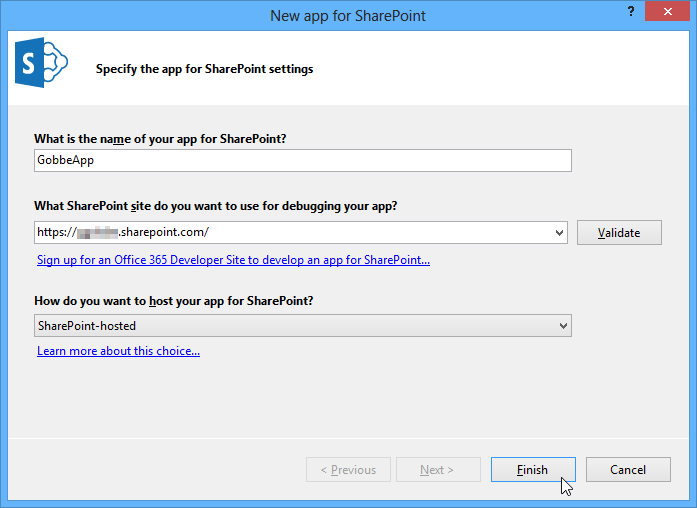 New app for SharePoint
?
S
Specify the app for SharePoint settings
What is the name of your app for SharePoint?
GobbeApp
What SharePoint site do you want to use for debugging your app?
https:// .sharepoint.com/
Validate
Sign up for an Office 365 Developer Site to develop an app for SharePoint...
How do you want to host your app for SharePoint?
SharePoint-hosted
Learn more about this choice...
< Previous
Next >
Finish
Cancel